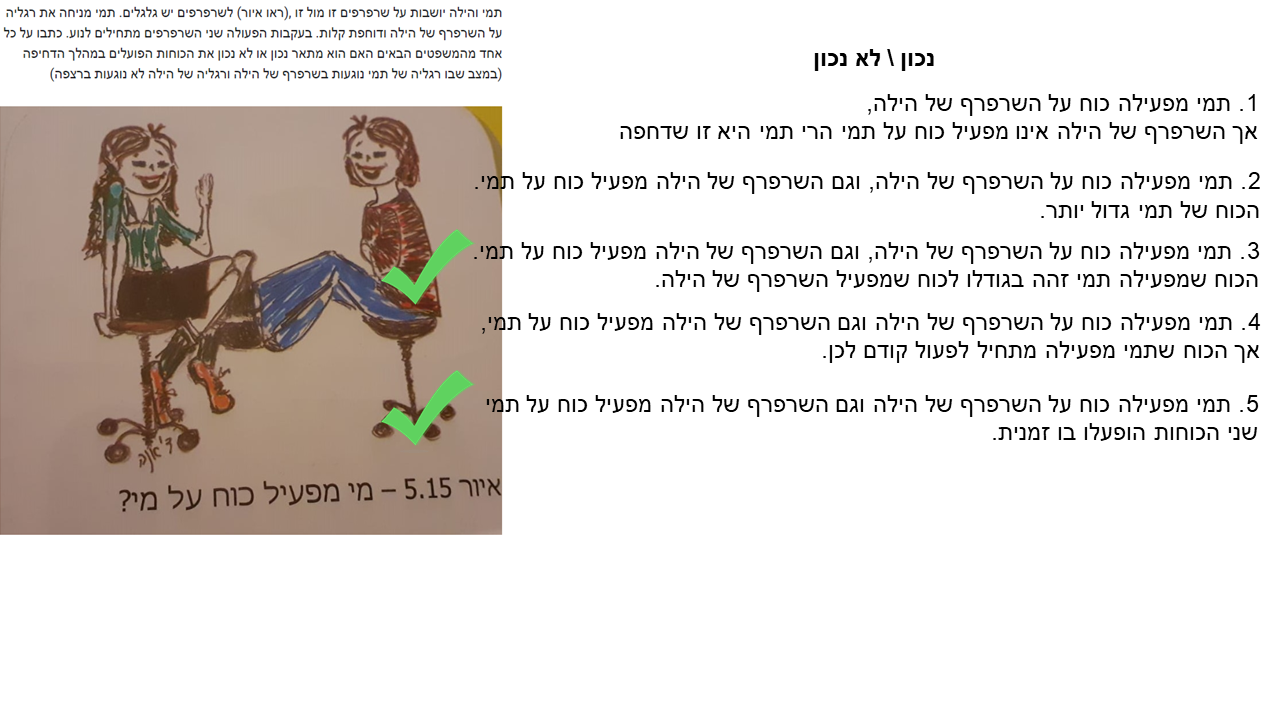 תמי והילה יושבות על שרפרפים זו מול זו ,(ראו איור) לשרפרפים יש גלגלים. תמי מניחה את רגליה
על השרפרף של הילה ודוחפת קלות. בעקבות הפעולה שני השרפרפים מתחילים לנוע. כתבו על כל
אחד מהמשפטים הבאים האם הוא מתאר נכון או לא נכון את הכוחות הפועלים במהלך הדחיפה
(במצב שבו רגליה של תמי נוגעות בשרפרף של הילה ורגליה של הילה לא נוגעות ברצפה)
נכון \ לא נכון
1. תמי מפעילה כוח על השרפרף של הילה,
אך השרפרף של הילה אינו מפעיל כוח על תמי הרי תמי היא זו שדחפה
2. תמי מפעילה כוח על השרפרף של הילה, וגם השרפרף של הילה מפעיל כוח על תמי.
הכוח של תמי גדול יותר.
3. תמי מפעילה כוח על השרפרף של הילה, וגם השרפרף של הילה מפעיל כוח על תמי.
הכוח שמפעילה תמי זהה בגודלו לכוח שמפעיל השרפרף של הילה.
4. תמי מפעילה כוח על השרפרף של הילה וגם השרפרף של הילה מפעיל כוח על תמי,
אך הכוח שתמי מפעילה מתחיל לפעול קודם לכן.
5. תמי מפעילה כוח על השרפרף של הילה וגם השרפרף של הילה מפעיל כוח על תמי
שני הכוחות הופעלו בו זמנית.
איור 5.15 – מי מפעיל כוח על מי?